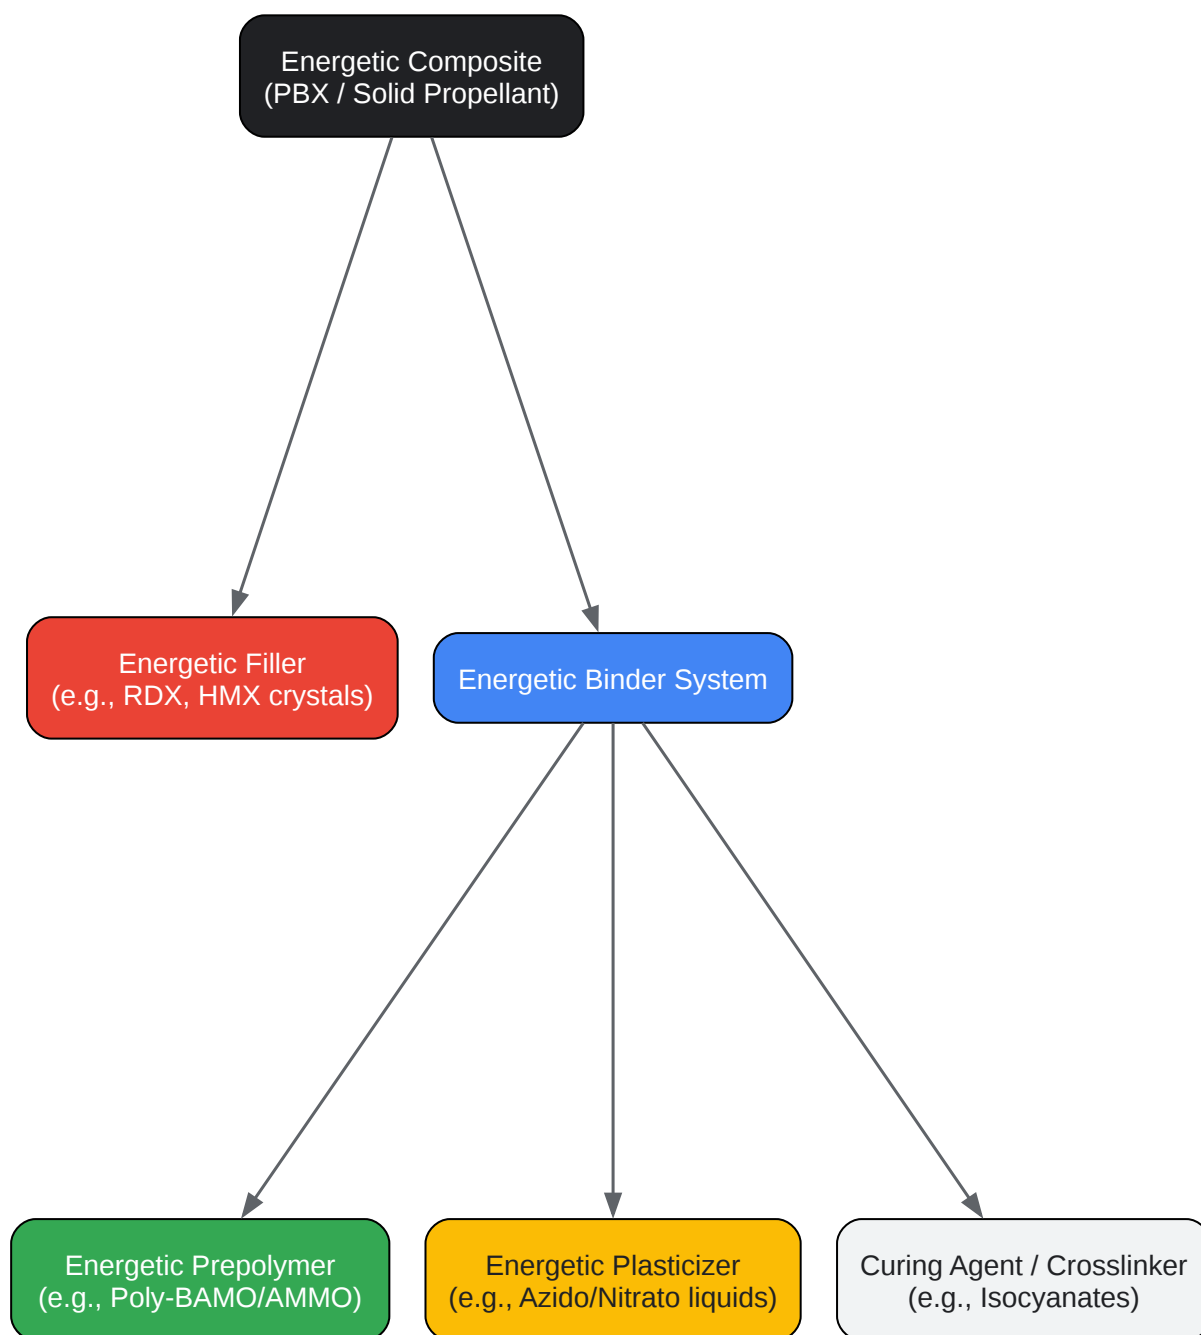 Energetic Composite
(PBX / Solid Propellant)
Energetic Filler
(e.g., RDX, HMX crystals)
Energetic Binder System
Energetic Prepolymer
(e.g., Poly-BAMO/AMMO)
Energetic Plasticizer
(e.g., Azido/Nitrato liquids)
Curing Agent / Crosslinker
(e.g., Isocyanates)